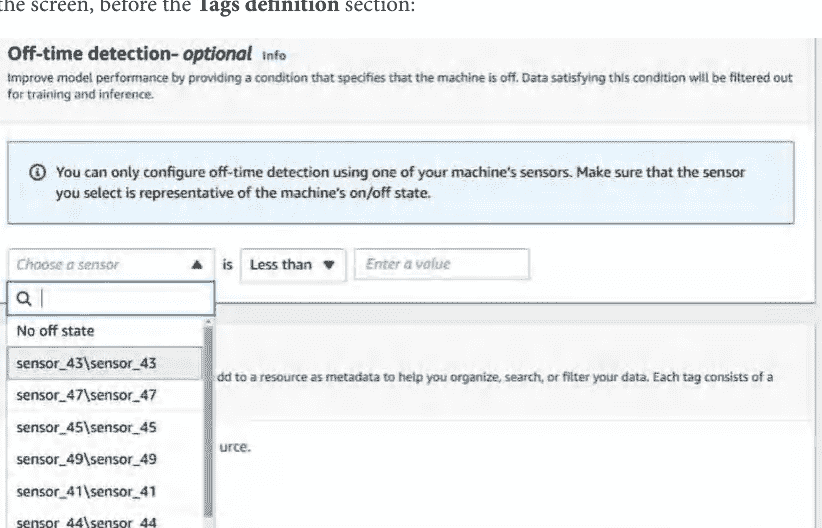 the screen, before the Tags definition section:
Off-time detection- optional Info
Improve model performance by providing a condition that specifies that the machine is off. Data satisfying this condition will be filtered out
for training and inference.
You can only configure off-time detection using one of your machine's sensors. Make sure that the sensor
you select is representative of the machine's on/off state.
Choose a sensor is Less than Enter a value
No off state
sensor_43\sensor_43
dd to a resource as metadata to help you organize, search, or filter your data. Each tag consists of a
sensor_47\sensor_47
sensor_45\sensor_45
urce.
sensor_49\sensor_49
sensor_41\sensor_41
sensor_44\sensor_44